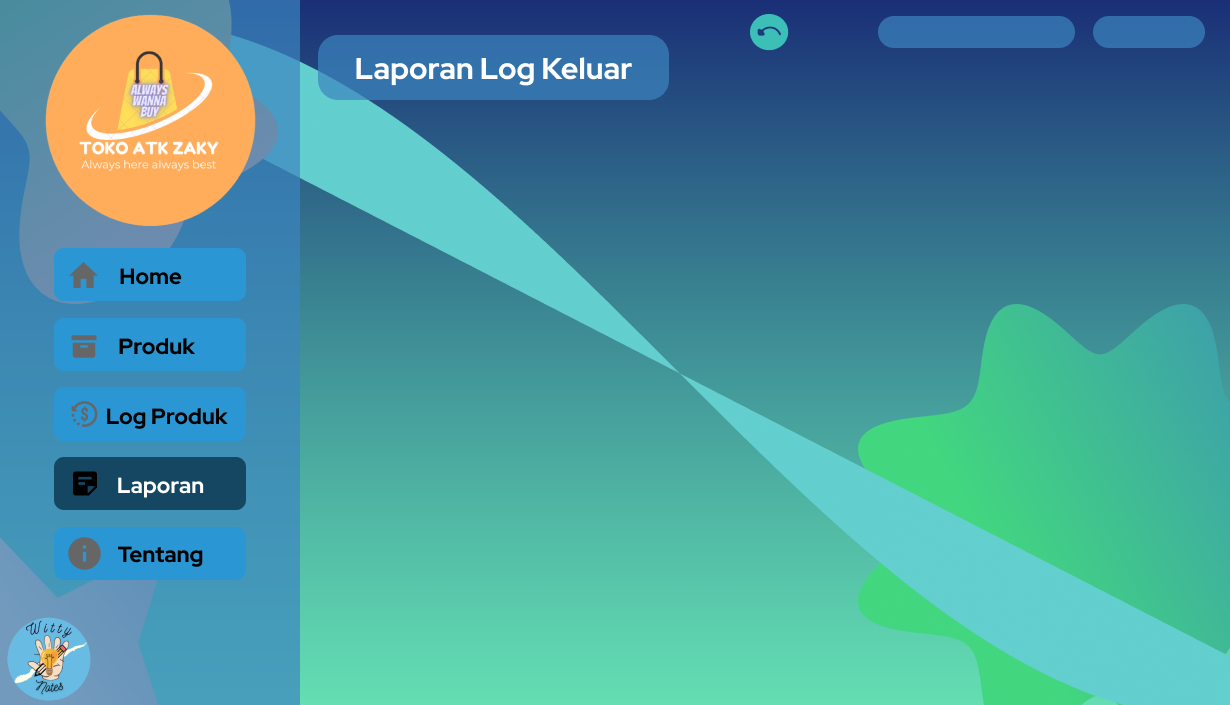 ALWAYS
WANNA
BUY
TOKO ATK ZAKY
Always here always best
Laporan Log Keluar
Home
Produk
Log Produk
Laporan
Tentang
Witty
Notes